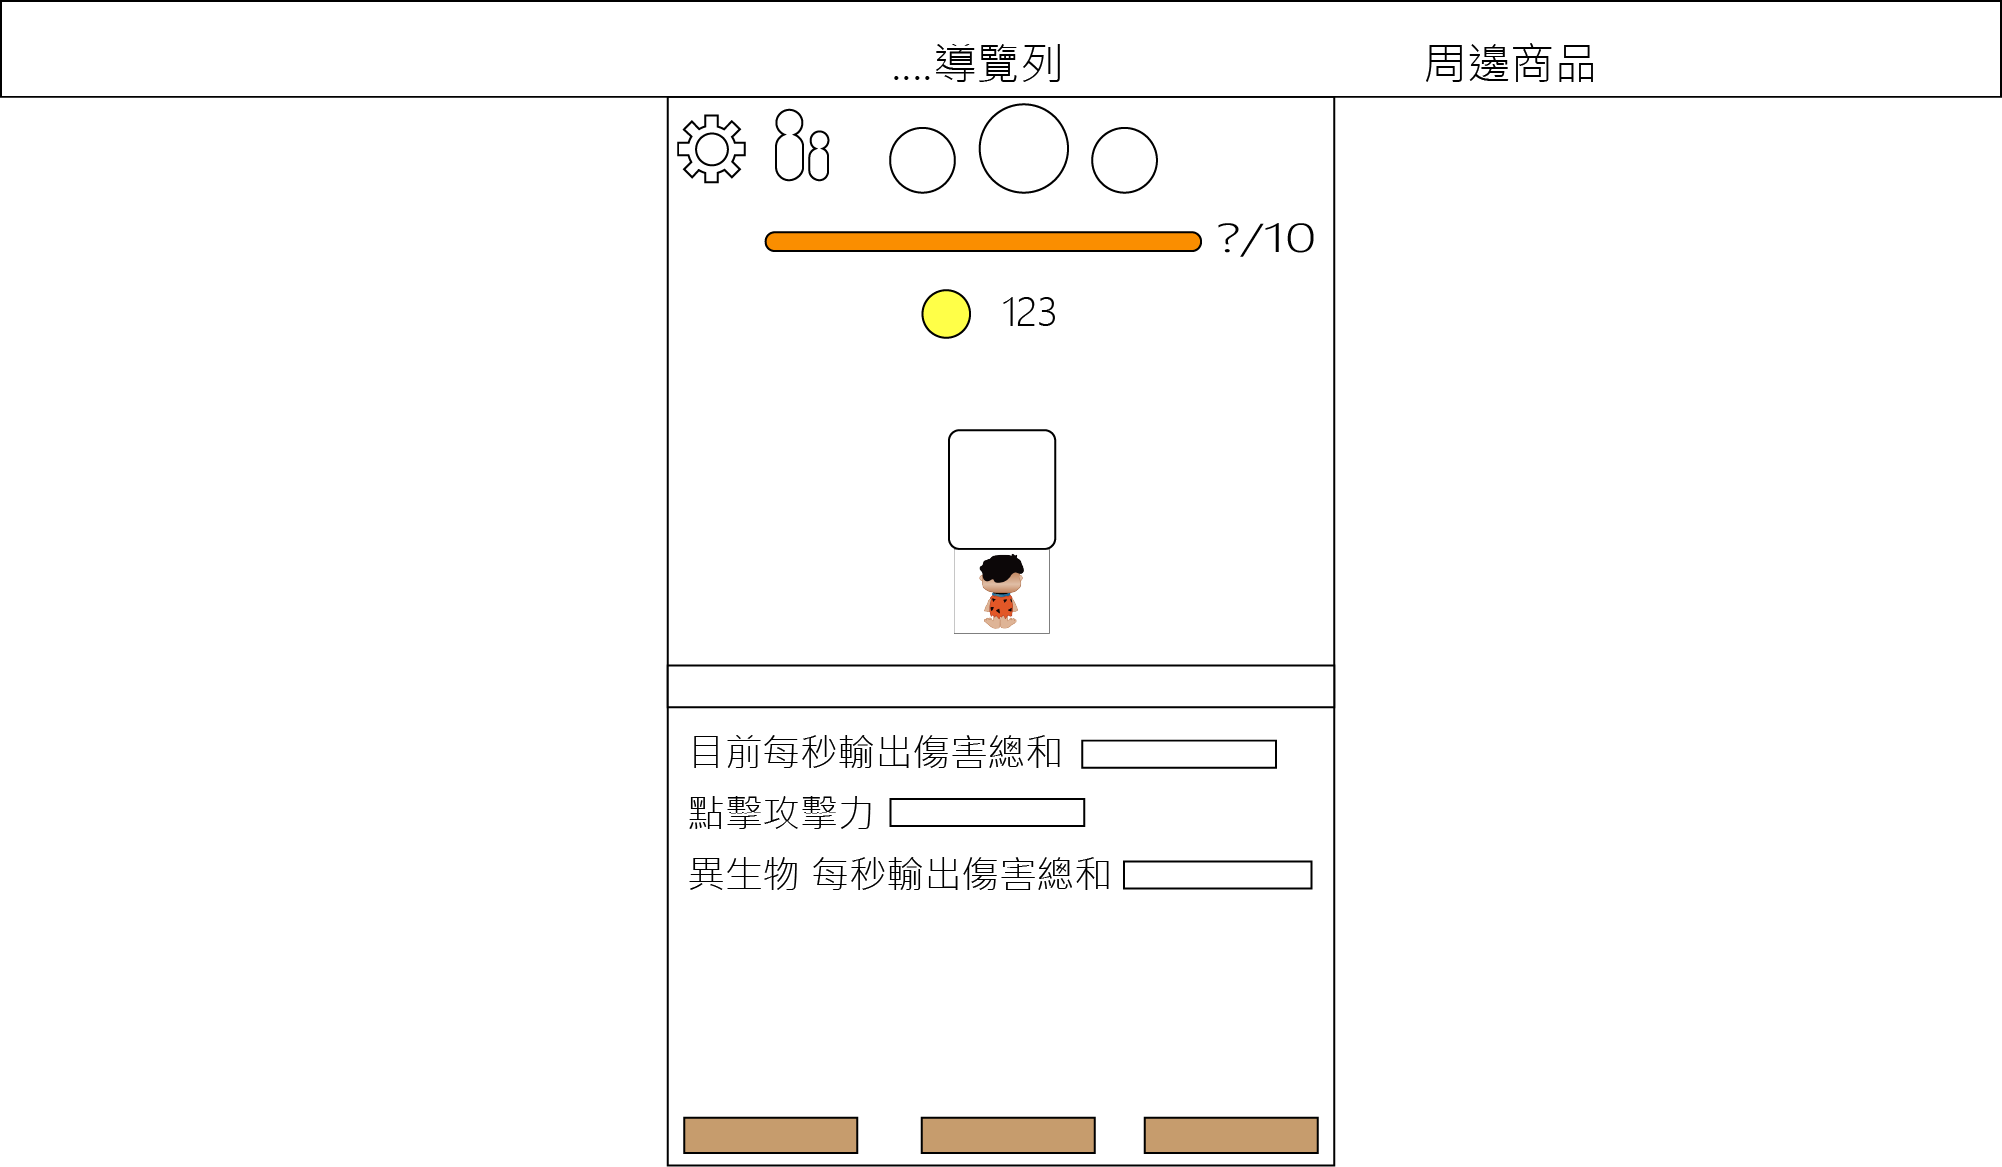 ....導覽列 周邊商品
?/10
123
目前每秒輸出傷害總和
點擊攻擊力
異生物 每秒輸出傷害總和